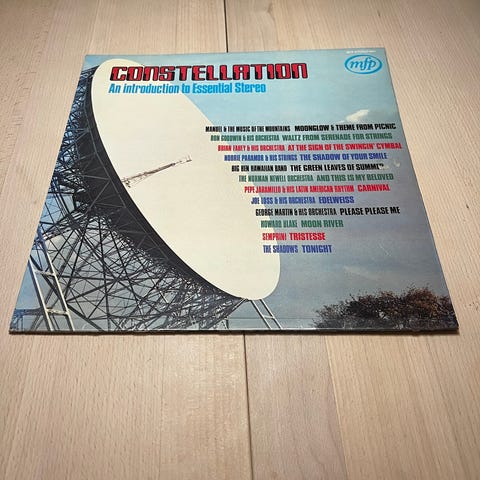 mfp
CONSTELLATION
An introduction to Essential Stereo
MANUEL & THE MUSIC OF THE MOUNTAINS MOONGLOW & THEME FROM PICNIC
RON GOODWIN & HIS ORCHESTRA WALTZ FROM SERENADE FOR STRINGS
BRIAN FAHEY & HIS ORCHESTRA AT THE SIGN OF THE SWINGIN' CYMBAL
NORRIE PARAMOR & HIS STRINGS THE SHADOW OF YOUR SMILE
BIG BEN HAWAIIAN BAND THE GREEN LEAVES OF SUMMER
THE NORMAN NEWELL ORCHESTRA AND THIS IS MY BELOVED
PEPE JARAMILLO & HIS LATIN AMERICAN RHYTHM CARNIVAL
JOE LOSS & HIS ORCHESTRA EDELWEISS
GEORGE MARTIN & HIS ORCHESTRA PLEASE PLEASE ME
HOWARD BLAKE MOON RIVER
SEMPRINI TRISTESSE
THE SHADOWS TONIGHT